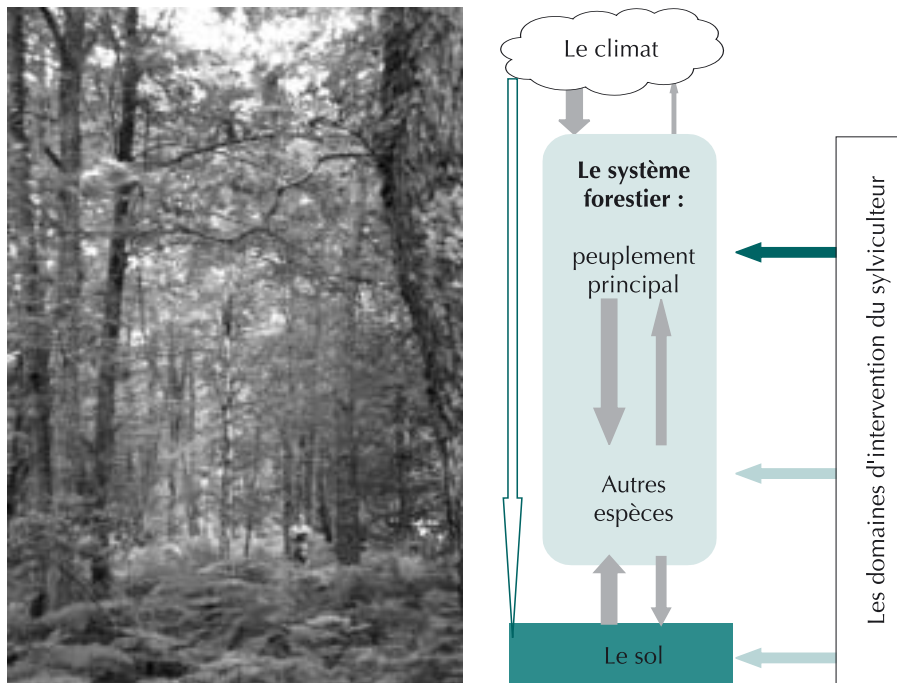 Le climat
Le système
forestier :
peuplement
principal
Autres
espèces
Le sol
Les domaines d'intervention du sylviculteur